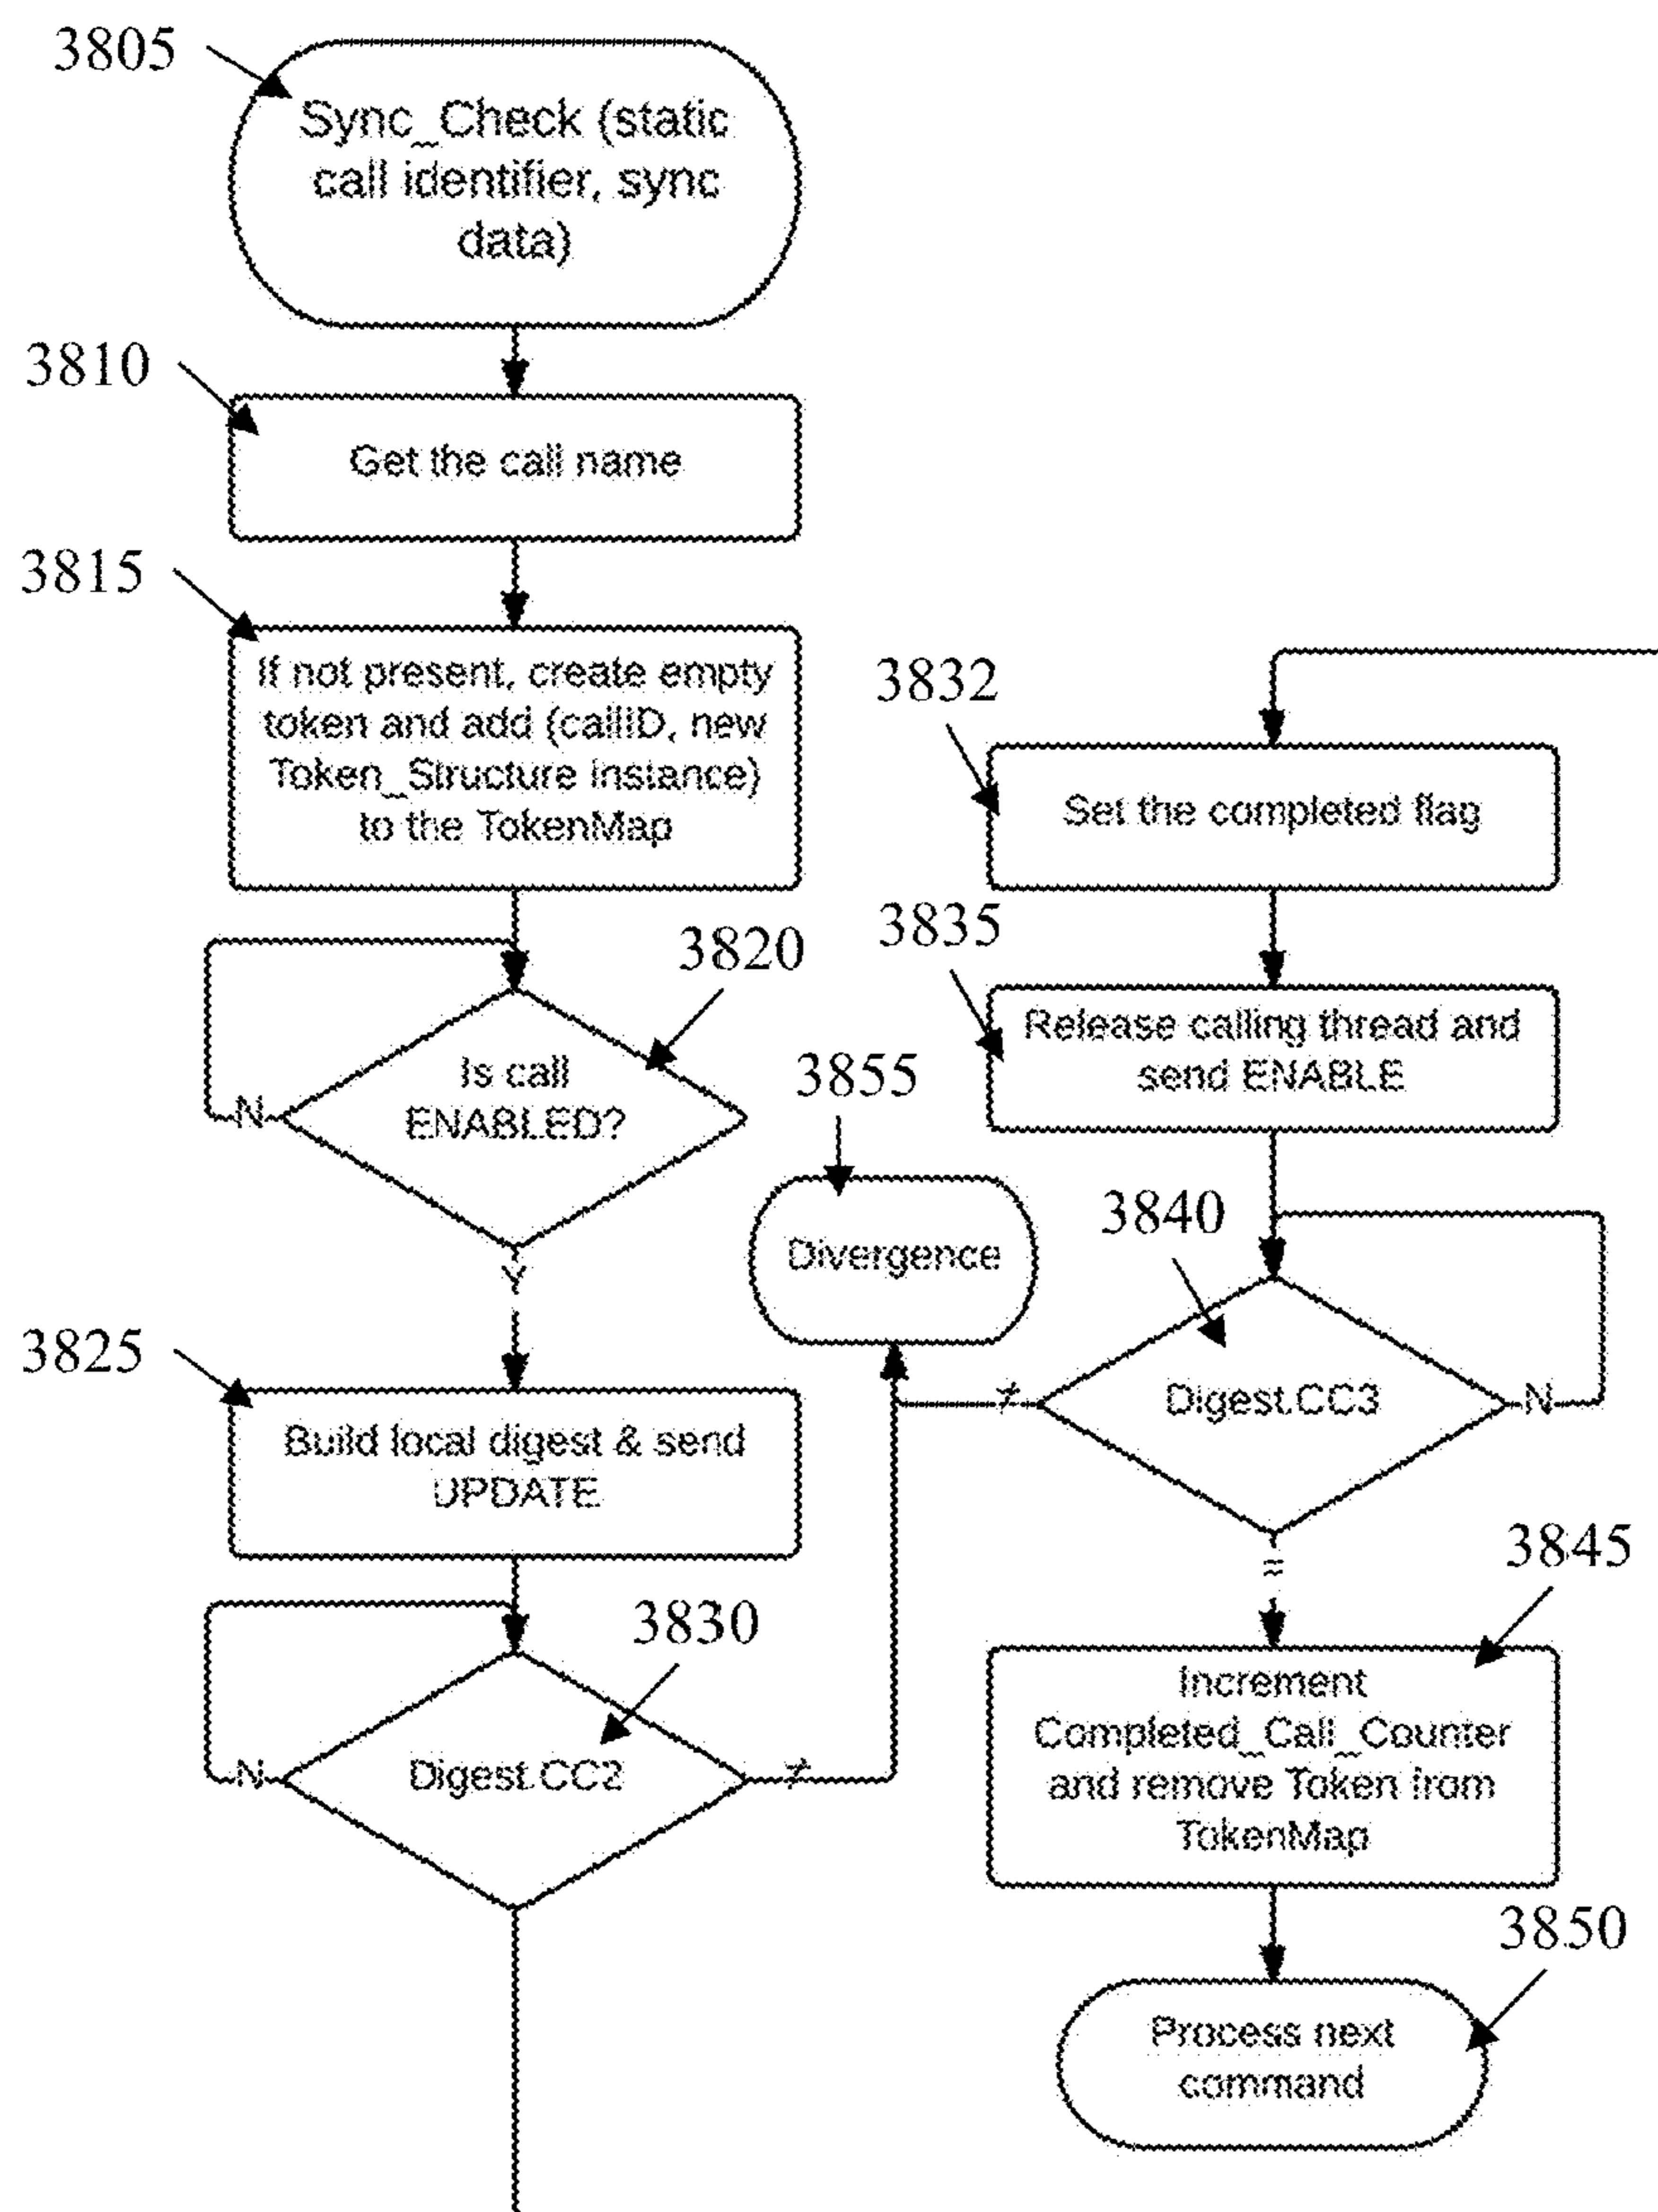 3805
Sync_Check (static
call identifier, sync
data)
3810
Get the call name
3815
If not present, create empty
token and add (callID, new
Token_Structure instance)
to the TokenMap
3820
Is call
ENABLED?
N
Y
3825
Build local digest & send
UPDATE
3830
Digest.CC2
N
≠
3832
Set the completed flag
3835
Release calling thread and
send ENABLE
3855
Divergence
3840
Digest.CC3
≠
N
=
3845
Increment
Completed_Call_Counter
and remove Token from
TokenMap
3850
Process next
command